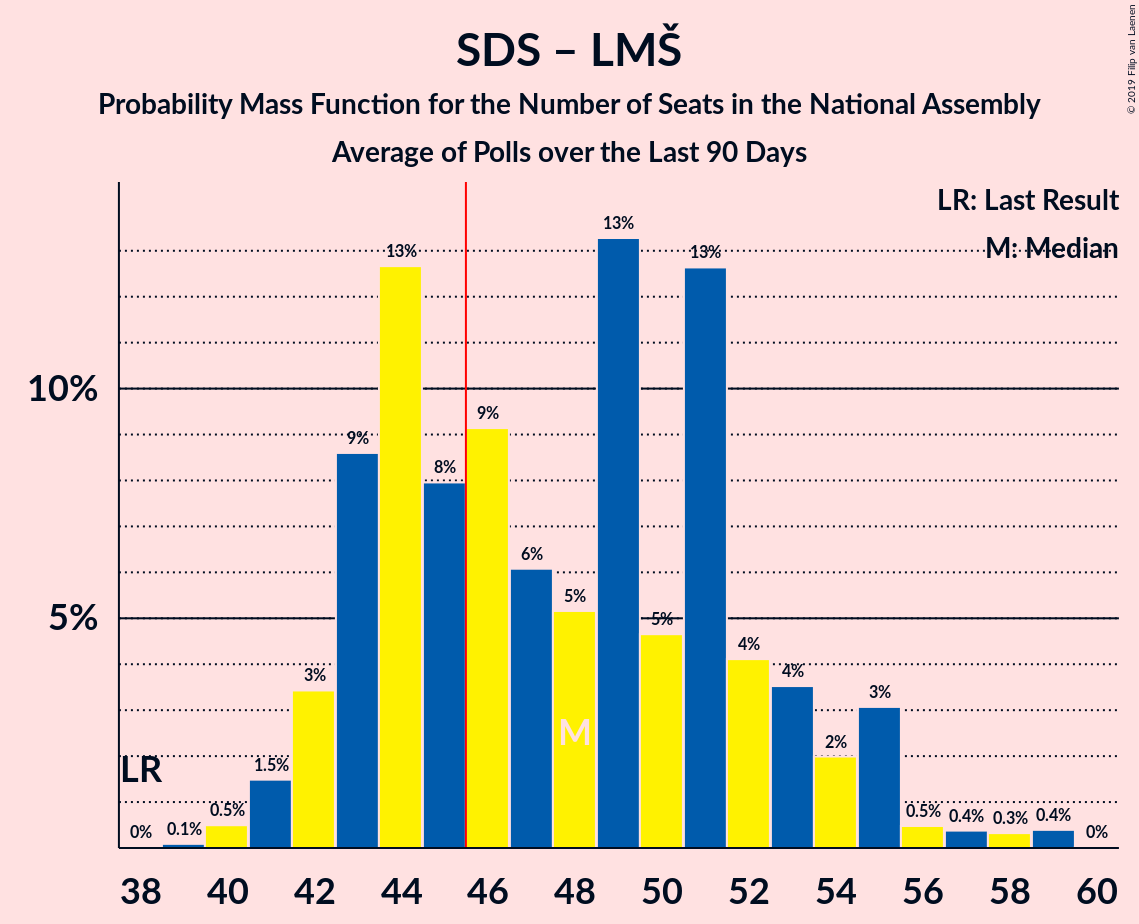 SDS – LMŠ
Probability Mass Function for the Number of Seats in the National Assembly
Average of Polls over the Last 90 Days
© 2019 Filip van Laenen
LR: Last Result
M: Median
10%
5%
LR
M
0%
0.1%
0.5%
1.5%
3%
9%
13%
8%
9%
6%
5%
13%
5%
13%
4%
4%
2%
3%
0.5%
0.4%
0.3%
0.4%
0%
38 40 42 44 46 48 50 52 54 56 58 60